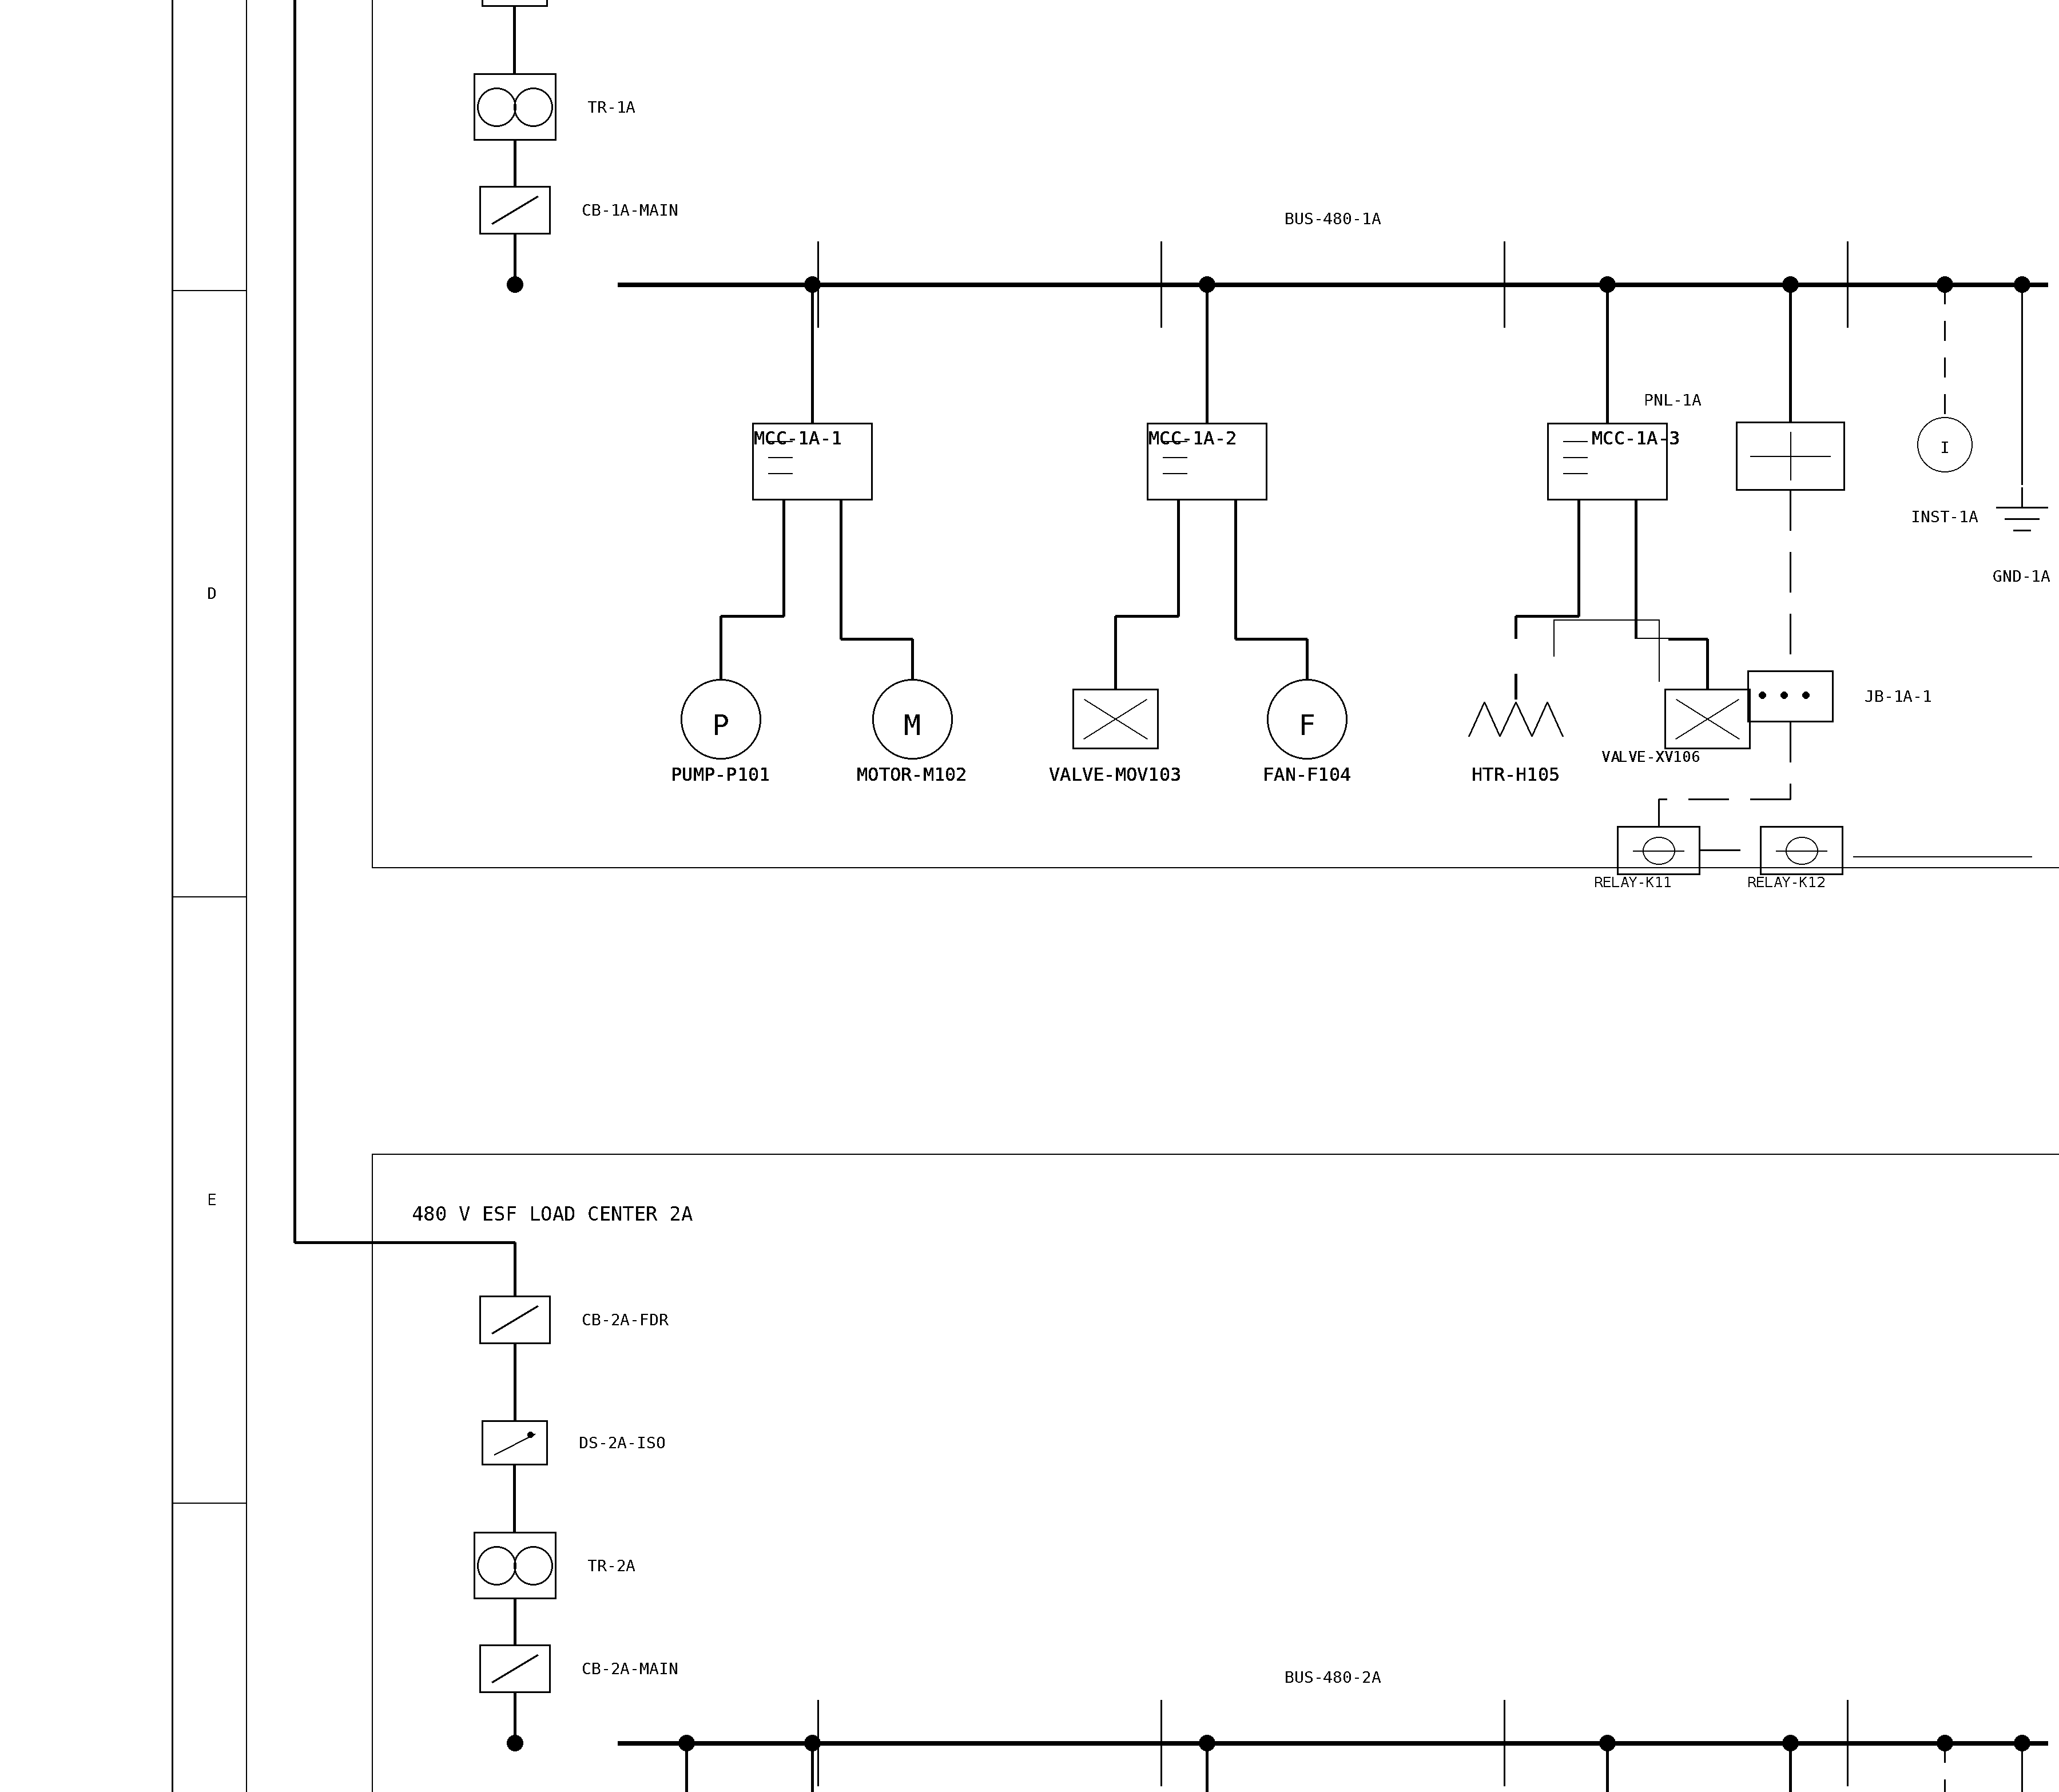 TR-1A
CB-1A-MAIN
BUS-480-1A
PNL-1A
MCC-1A-1
MCC-1A-2
MCC-1A-3
I
INST-1A
GND-1A
D
JB-1A-1
P
M
F
VALVE-XV106
PUMP-P101
MOTOR-M102
VALVE-MOV103
FAN-F104
HTR-H105
RELAY-K11
RELAY-K12
E
480 V ESF LOAD CENTER 2A
CB-2A-FDR
DS-2A-ISO
TR-2A
CB-2A-MAIN
BUS-480-2A